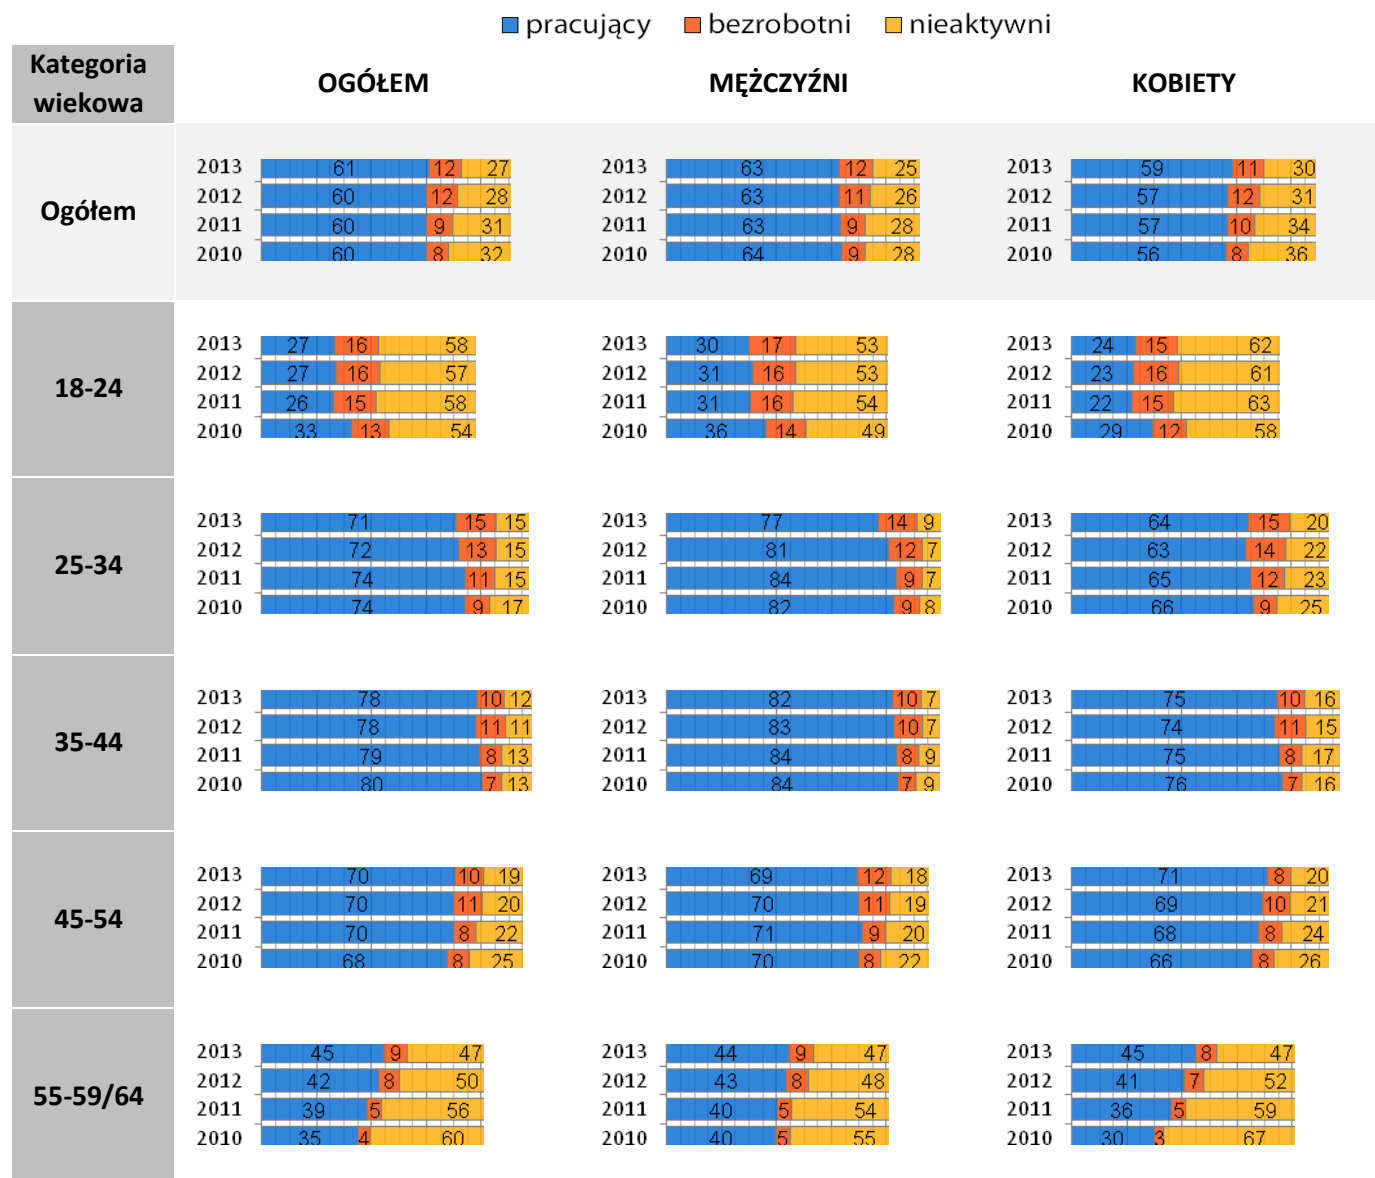 pracujący bezrobotni nieaktywni
Kategoria wiekowa OGÓŁEM MĘŻCZYŹNI KOBIETY
Ogółem
2013 61 12 27 2013 63 12 25 2013 59 11 30
2012 60 12 28 2012 63 11 26 2012 57 12 31
2011 60 9 31 2011 63 9 28 2011 57 10 34
2010 60 8 32 2010 64 9 28 2010 56 8 36
18-24
2013 27 16 58 2013 30 17 53 2013 24 15 62
2012 27 16 57 2012 31 16 53 2012 23 16 61
2011 26 15 58 2011 31 16 54 2011 22 15 63
2010 33 13 54 2010 36 14 49 2010 29 12 58
25-34
2013 71 15 15 2013 77 14 9 2013 64 15 20
2012 72 13 15 2012 81 12 7 2012 63 14 22
2011 74 11 15 2011 84 9 7 2011 65 12 23
2010 74 9 17 2010 82 9 8 2010 66 9 25
35-44
2013 78 10 12 2013 82 10 7 2013 75 10 16
2012 78 11 11 2012 83 10 7 2012 74 11 15
2011 79 8 13 2011 84 8 9 2011 75 8 17
2010 80 7 13 2010 84 7 9 2010 76 7 16
45-54
2013 70 10 19 2013 69 12 18 2013 71 8 20
2012 70 11 20 2012 70 11 19 2012 69 10 21
2011 70 8 22 2011 71 9 20 2011 68 8 24
2010 68 8 25 2010 70 8 22 2010 66 8 26
55-59/64
2013 45 9 47 2013 44 9 47 2013 45 8 47
2012 42 8 50 2012 43 8 48 2012 41 7 52
2011 39 5 56 2011 40 5 54 2011 36 5 59
2010 35 4 60 2010 40 5 55 2010 30 3 67